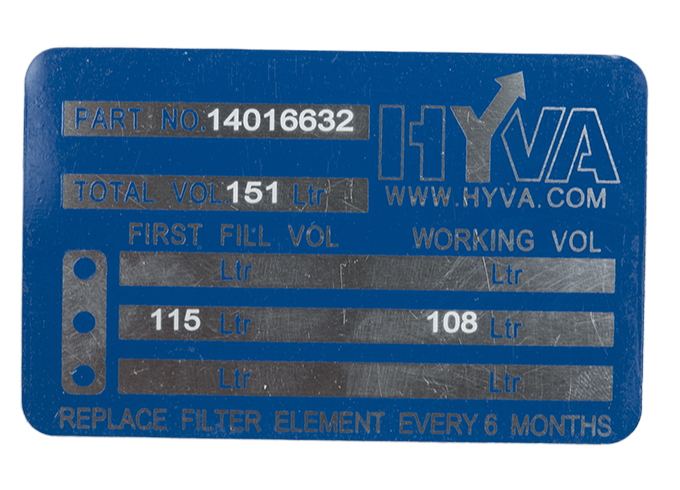 PART NO. 14016632
HYVA
TOTAL VOL. 151 Ltr
WWW.HYVA.COM
FIRST FILL VOL WORKING VOL
Ltr Ltr
115 Ltr 108 Ltr
Ltr Ltr
REPLACE FILTER ELEMENT EVERY 6 MONTHS